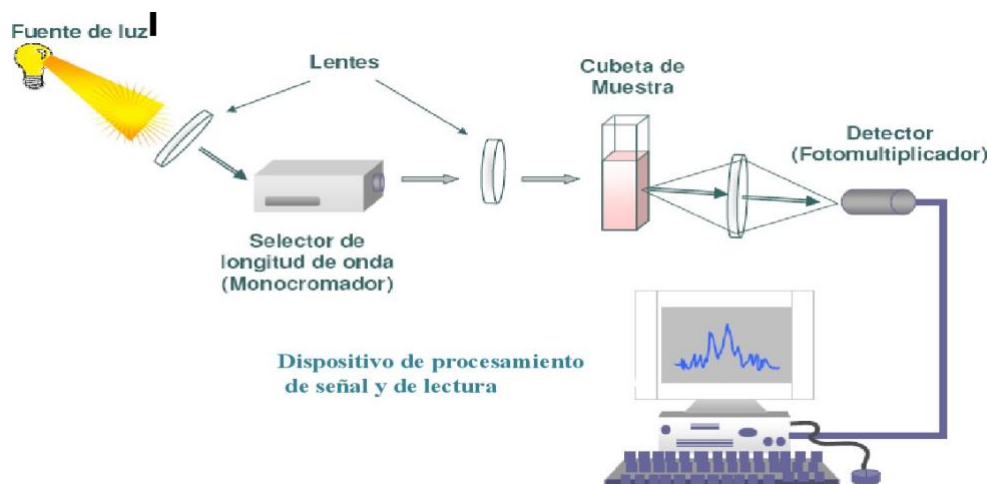 Fuente de luz
Lentes
Cubeta de
Muestra
Detector
(Fotomultiplicador)
Selector de
longitud de onda
(Monocromador)
Dispositivo de procesamiento
de señal y de lectura